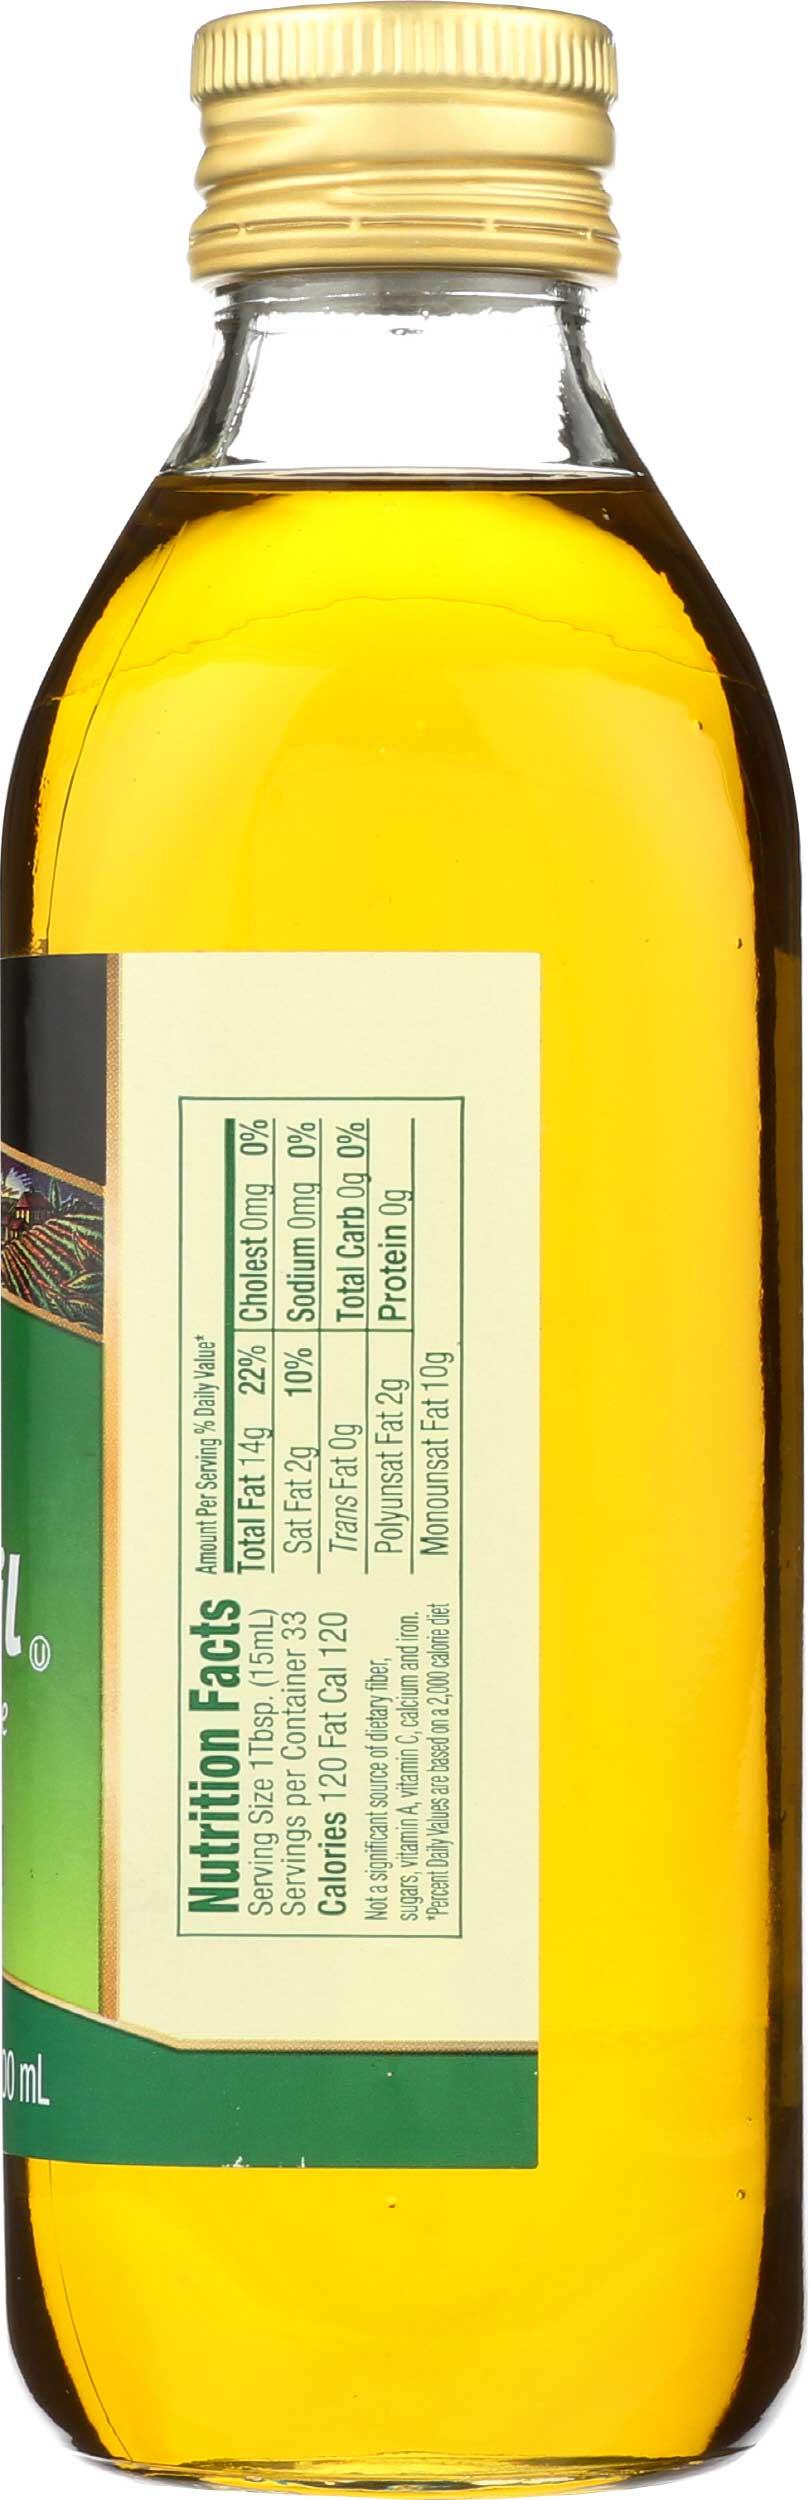 Nutrition Facts
Serving Size 1Tbsp. (15mL)
Servings per Container 33
Calories 120 Fat Cal 120
Not a significant source of dietary fiber,
sugars, vitamin A, vitamin C, calcium and iron.
*Percent Daily Values are based on a 2,000 calorie diet
Amount Per Serving % Daily Value*
Total Fat 14g 22% Cholest 0mg 0%
Sat Fat 2g 10% Sodium 0mg 0%
Trans Fat 0g Total Carb 0g 0%
Polyunsat Fat 2g Protein 0g
Monounsat Fat 10g
U
mL